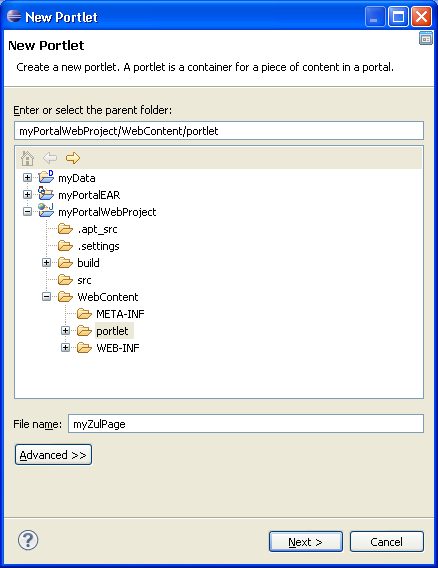 New Portlet
New Portlet
Create a new portlet. A portlet is a container for a piece of content in a portal.
Enter or select the parent folder:
myPortalWebProject/WebContent/portlet
myData
myPortalEAR
myPortalWebProject
.apt_src
.settings
build
src
WebContent
META-INF
portlet
WEB-INF
File name: myZulPage
Advanced >>
? Next > Cancel